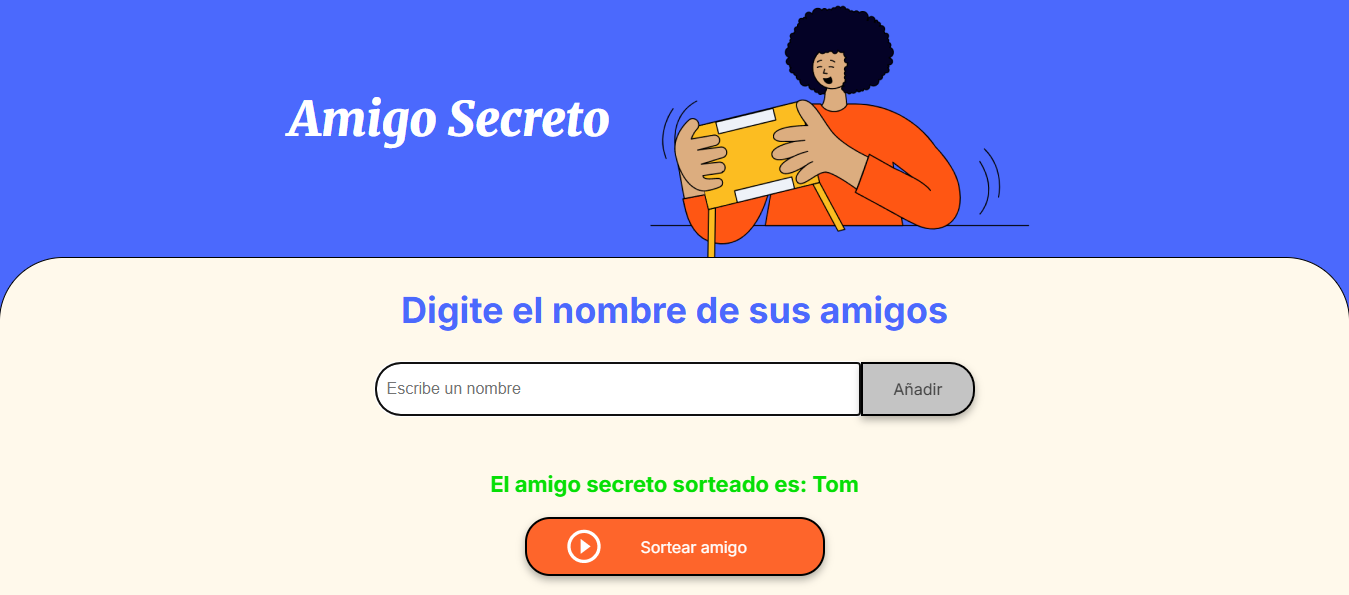 Amigo Secreto
Digite el nombre de sus amigos
Escribe un nombre
Añadir
El amigo secreto sorteado es: Tom
Sortear amigo